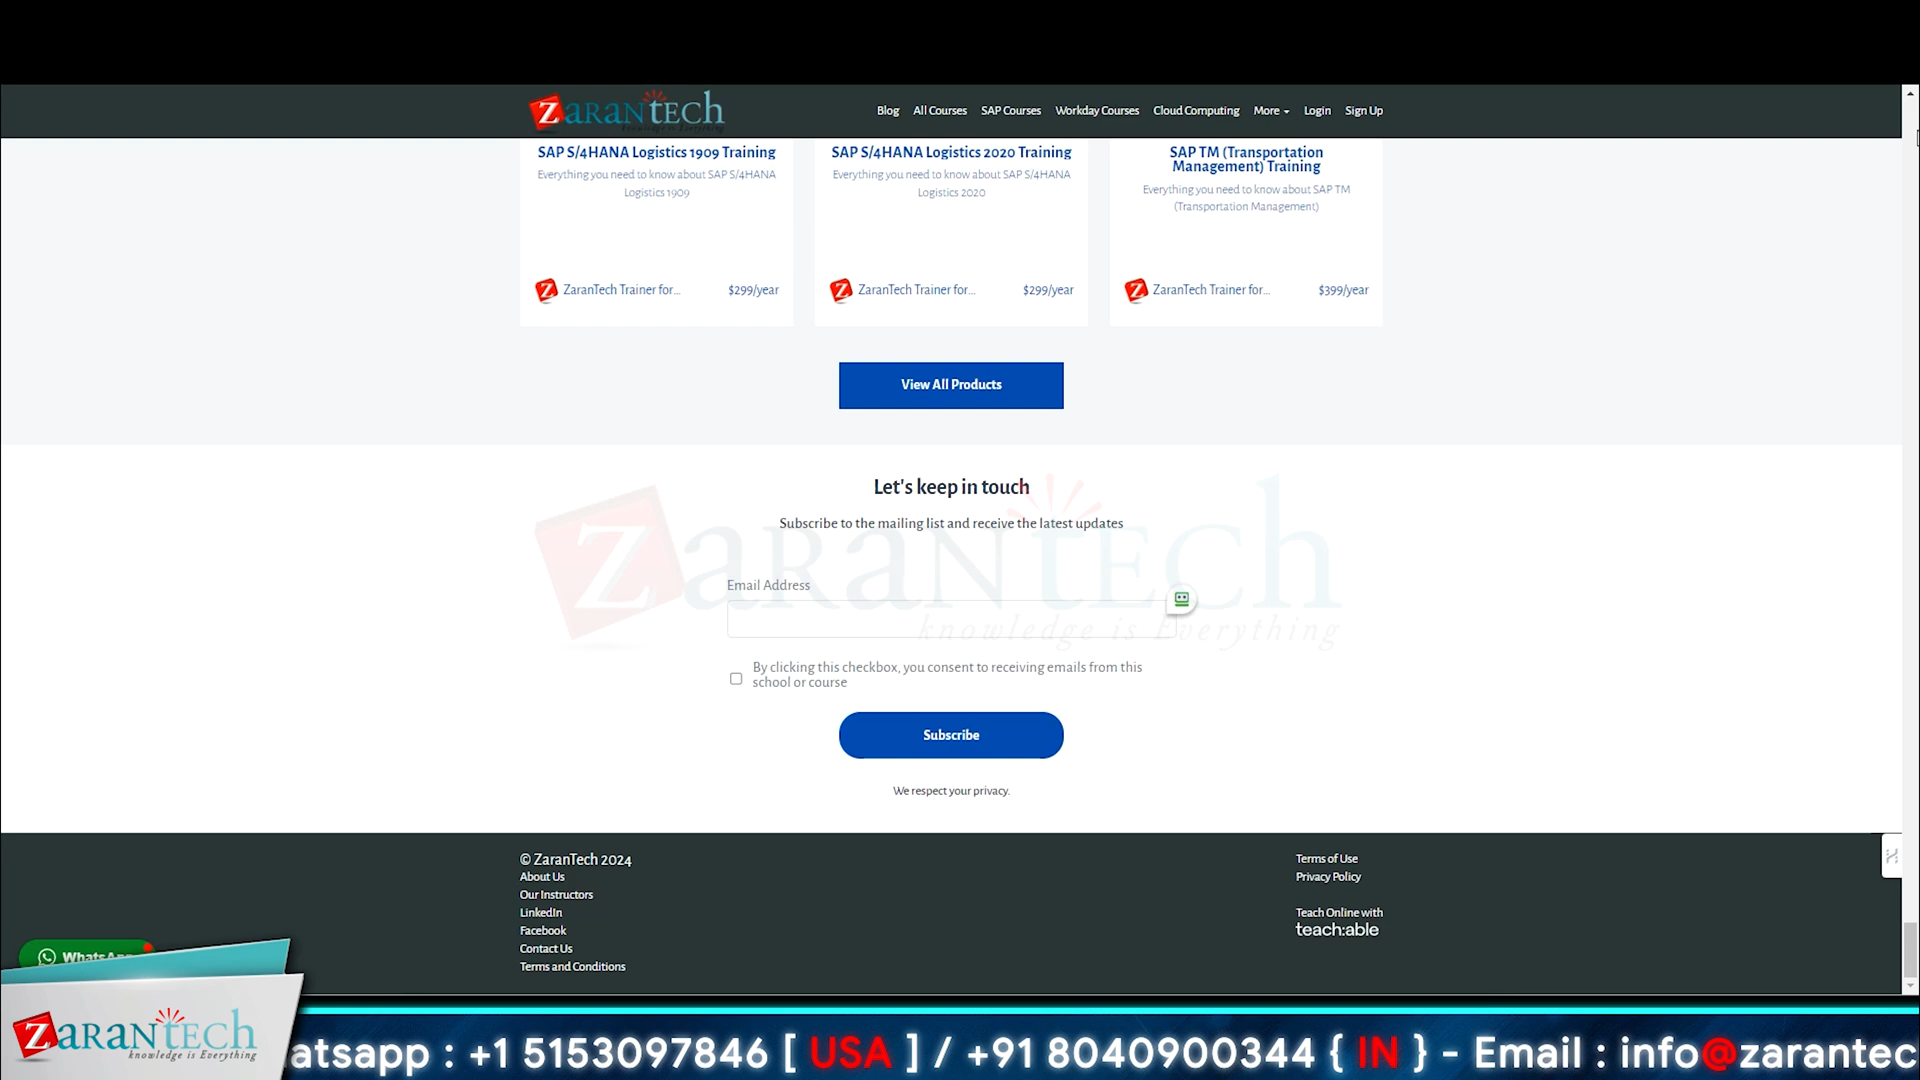 ZaranTech
Blog All Courses SAP Courses Workday Courses Cloud Computing More Login Sign Up
SAP S/4HANA Logistics 1909 Training
Everything you need to know about SAP S/4HANA
Logistics 1909
ZaranTech Trainer for... $299/year
SAP S/4HANA Logistics 2020 Training
Everything you need to know about SAP S/4HANA
Logistics 2020
ZaranTech Trainer for... $299/year
SAP TM (Transportation
Management) Training
Everything you need to know about SAP TM
(Transportation Management)
ZaranTech Trainer for... $399/year
View All Products
Let's keep in touch
Subscribe to the mailing list and receive the latest updates
ZaranTech
knowledge is Everything
Email Address
By clicking this checkbox, you consent to receiving emails from this
school or course
Subscribe
We respect your privacy.
© ZaranTech 2024
About Us
Our Instructors
LinkedIn
Facebook
Contact Us
Terms and Conditions
Terms of Use
Privacy Policy
Teach Online with
teach:able
WhatsApp
ZaranTech
knowledge is Everything
atsapp : +1 5153097846 [ USA ] / +91 8040900344 { IN } - Email : info@zarantec